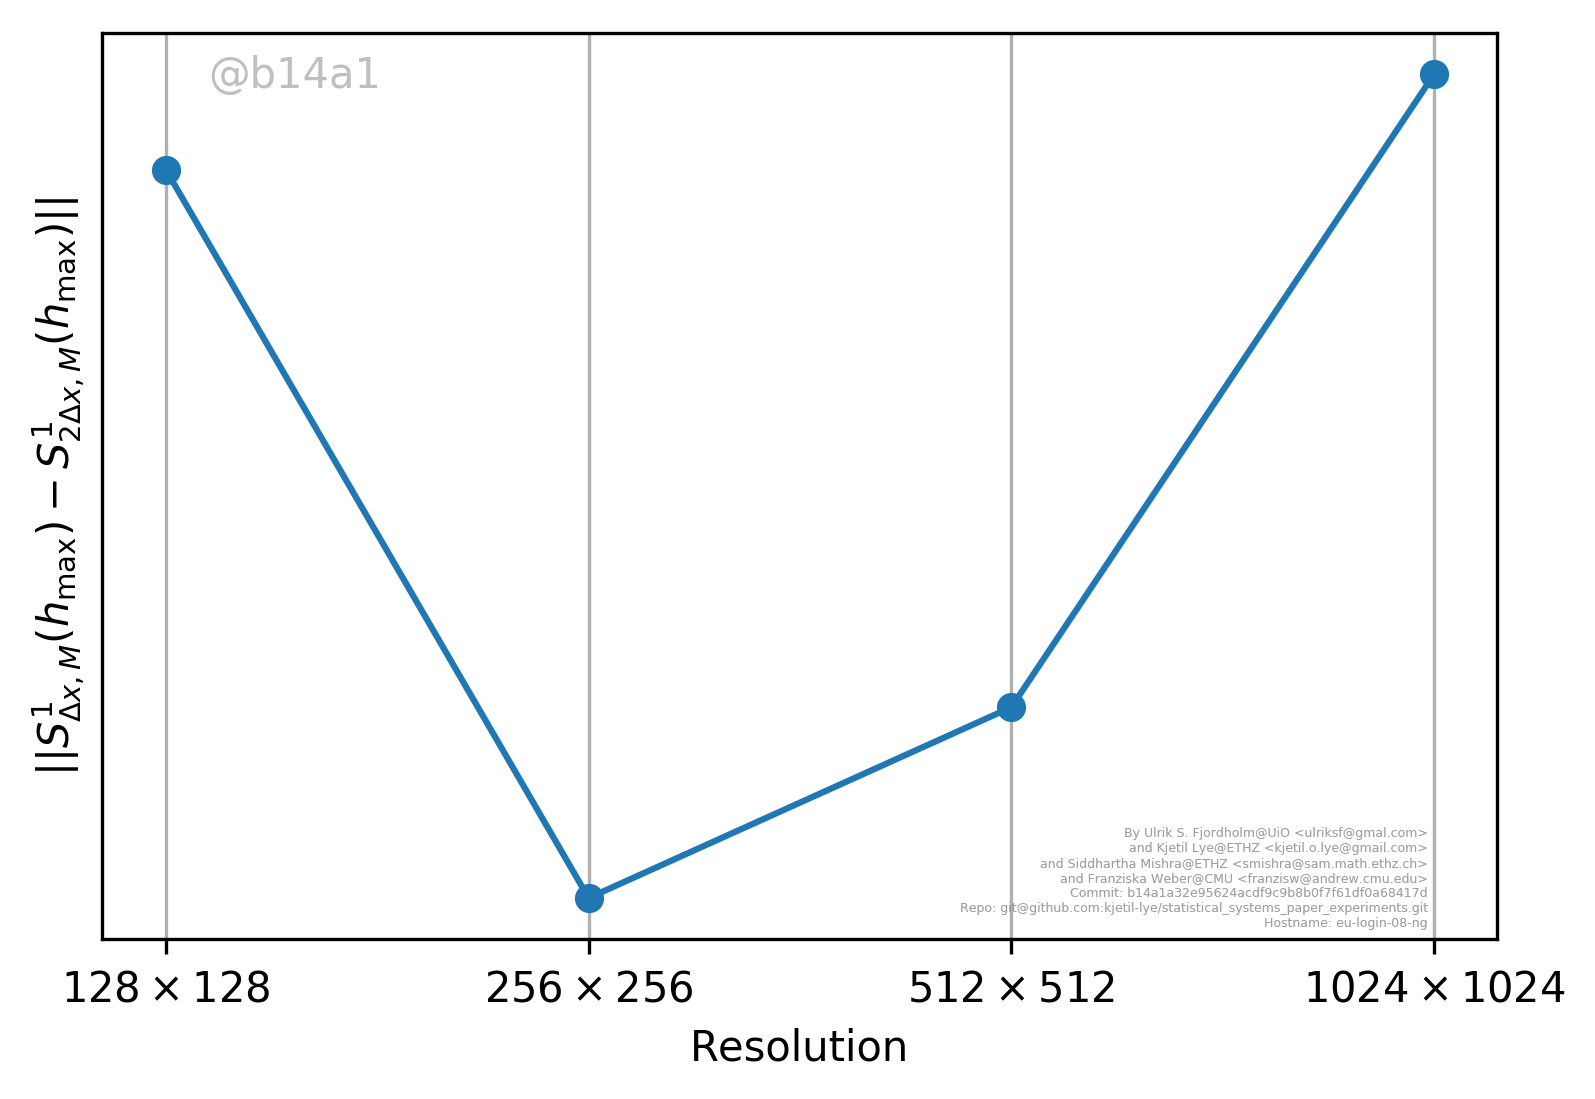 @b14a1
||S¹_{Δx,M}(h_max) − S¹_{2Δx,M}(h_max)||
By Ulrik S. Fjordholm@UiO <ulriksf@gmal.com>
and Kjetil Lye@ETHZ <kjetil.o.lye@gmail.com>
and Siddhartha Mishra@ETHZ <smishra@sam.math.ethz.ch>
and Franziska Weber@CMU <franzisw@andrew.cmu.edu>
Commit: b14a1a32e95624acdf9c9b8b0f7f61df0a68417d
Repo: git@github.com:kjetil-lye/statistical_systems_paper_experiments.git
Hostname: eu-login-08-ng
128 × 128 256 × 256 512 × 512 1024 × 1024
Resolution